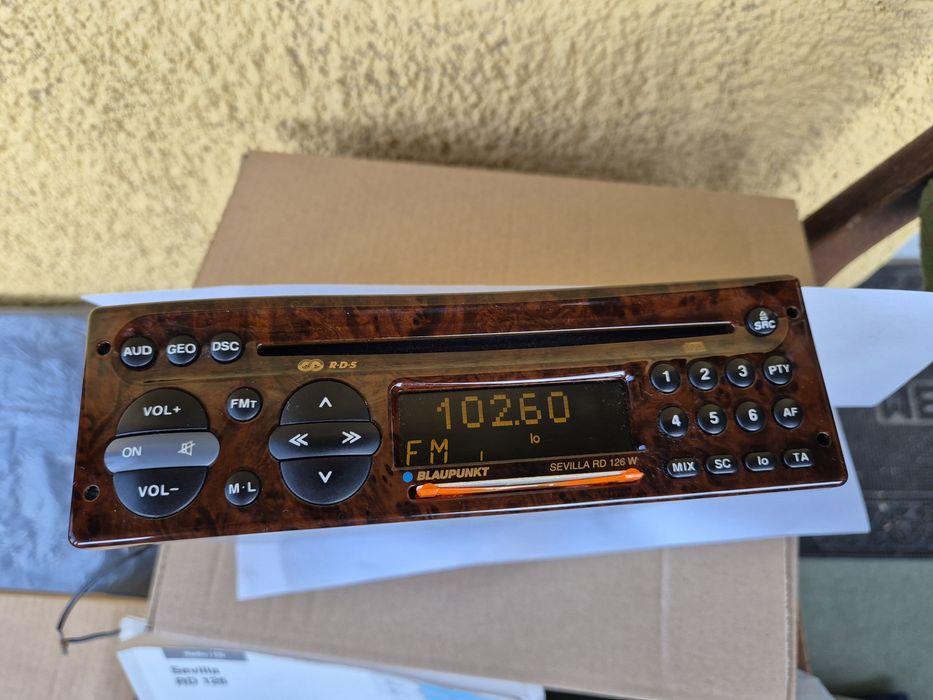 AUD GEO DSC
SRC
R·D·S
VOL+
FMT
ON
VOL–
M·L
102.60
FM I lo
BLAUPUNKT
SEVILLA RD 126 W
1 2 3 PTY
4 5 6 AF
MIX SC lo TA
Sevilla
RD 126